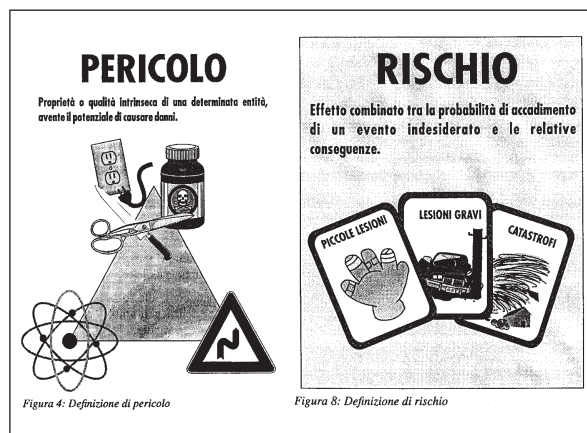 PERICOLO
Proprietà o qualità intrinseca di una determinata entità,
avente il potenziale di causare danni.
Figura 4: Definizione di pericolo
RISCHIO
Effetto combinato tra la probabilità di accadimento
di un evento indesiderato e le relative
conseguenze.
PICCOLE LESIONI
LESIONI GRAVI
CATASTROFI
Figura 8: Definizione di rischio